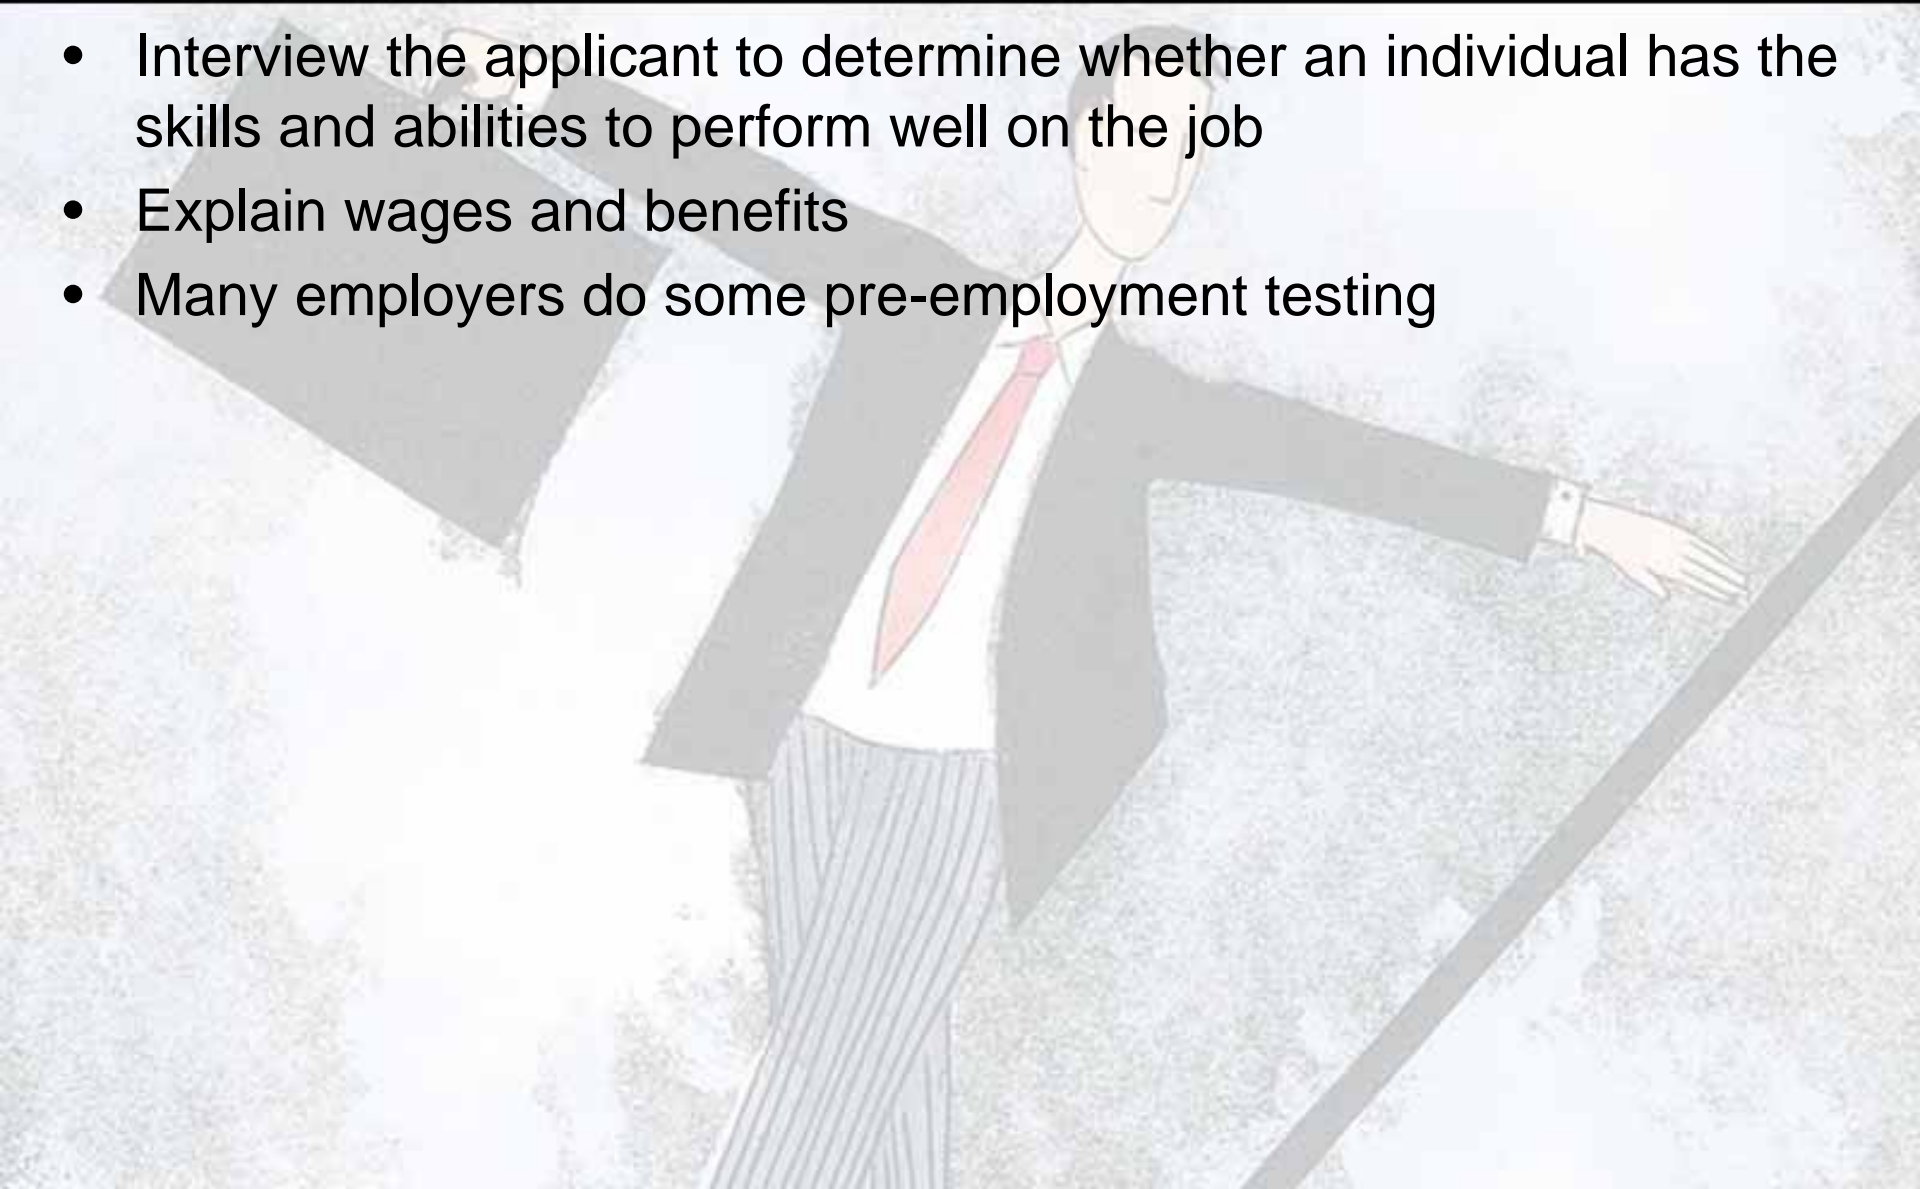 • Interview the applicant to determine whether an individual has the
skills and abilities to perform well on the job
• Explain wages and benefits
• Many employers do some pre-employment testing